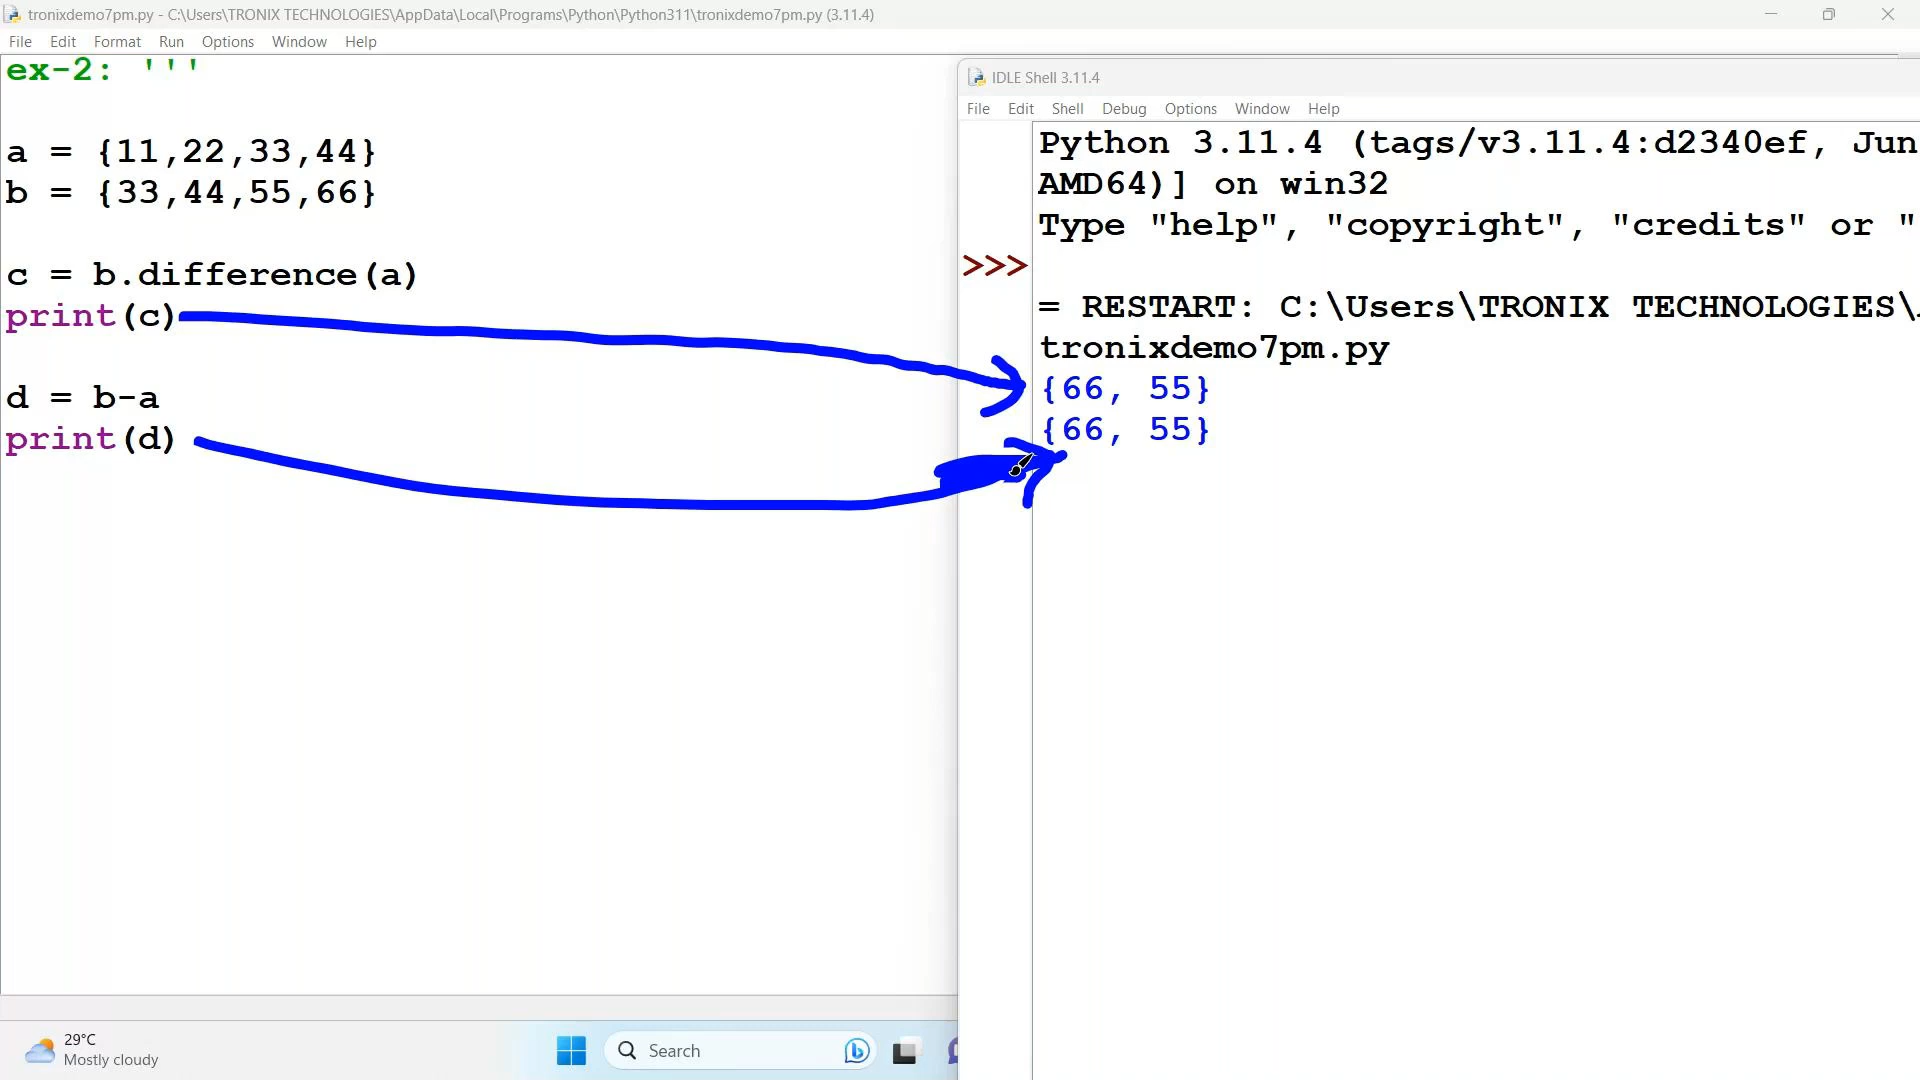 tronixdemo7pm.py - C:\Users\TRONIX TECHNOLOGIES\AppData\Local\Programs\Python\Python311\tronixdemo7pm.py (3.11.4)
File Edit Format Run Options Window Help
ex-2: '''
a = {11,22,33,44}
b = {33,44,55,66}
c = b.difference(a)
print(c)
d = b-a
print(d)
IDLE Shell 3.11.4
File Edit Shell Debug Options Window Help
Python 3.11.4 (tags/v3.11.4:d2340ef, Jun
AMD64)] on win32
Type "help", "copyright", "credits" or "
>>>
= RESTART: C:\Users\TRONIX TECHNOLOGIES\
tronixdemo7pm.py
{66, 55}
{66, 55}
29°C
Mostly cloudy
Search